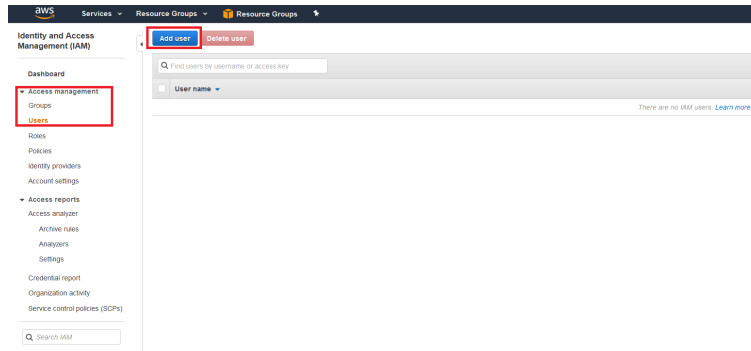 aws Services Resource Groups Resource Groups
Identity and Access
Management (IAM)
Dashboard
Access management
Groups
Users
Roles
Policies
Identity providers
Account settings
Access reports
Access analyzer
Archive rules
Analyzers
Settings
Credential report
Organization activity
Service control policies (SCPs)
Search IAM
Add user Delete user
Find users by username or access key
User name
There are no IAM users. Learn more